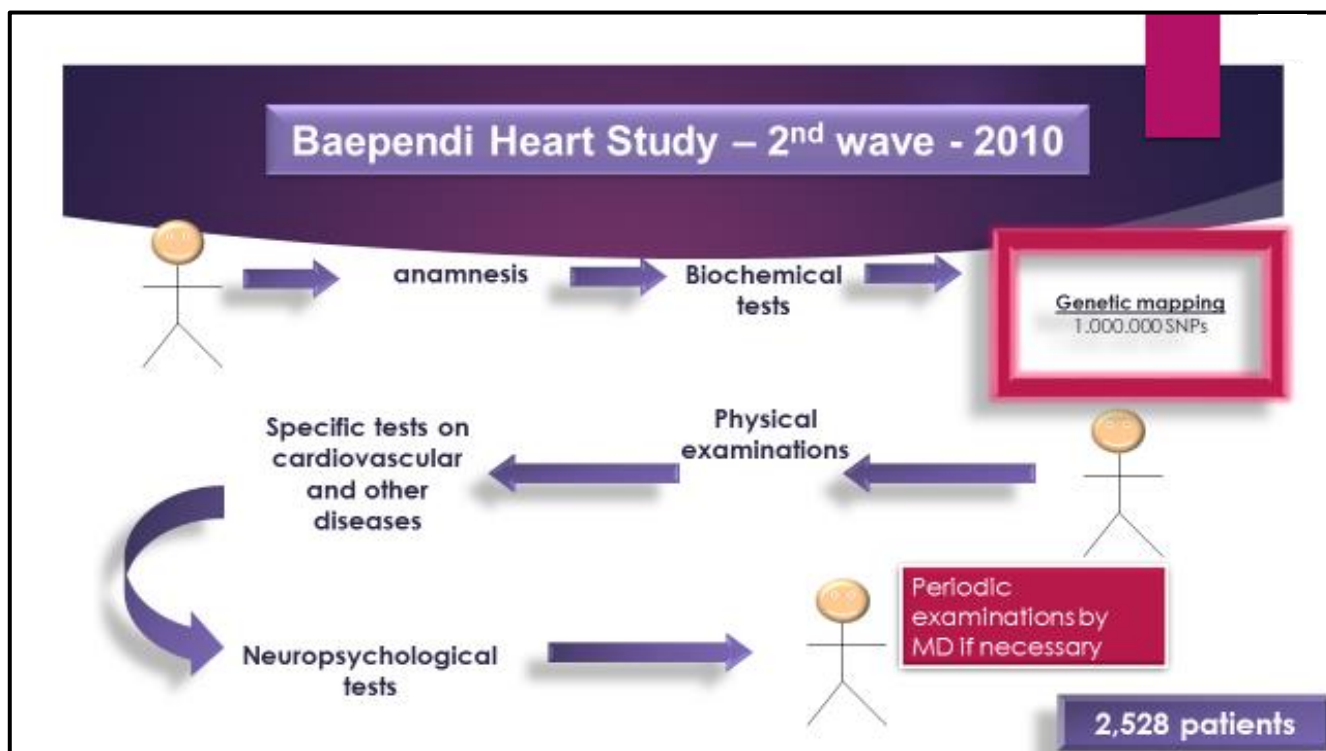 Baependi Heart Study – 2nd wave - 2010
anamnesis
Biochemical
tests
Genetic mapping
1.000.000 SNPs
Physical
examinations
Specific tests on
cardiovascular
and other
diseases
Neuropsychological
tests
Periodic
examinations by
MD if necessary
2,528 patients